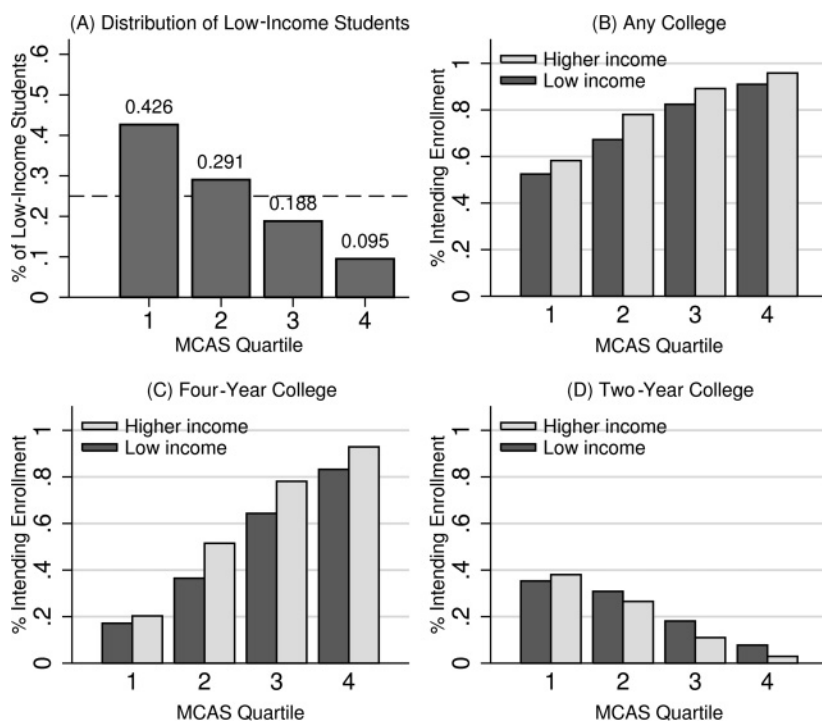 (A) Distribution of Low-Income Students
% of Low-Income Students
.6
.5
.4
.3
.2
.1
0
0.426
0.291
0.188
0.095
1 2 3 4
MCAS Quartile
(B) Any College
Higher income
Low income
% Intending Enrollment
1
.8
.6
.4
.2
0
1 2 3 4
MCAS Quartile
(C) Four-Year College
Higher income
Low income
% Intending Enrollment
1
.8
.6
.4
.2
0
1 2 3 4
MCAS Quartile
(D) Two-Year College
Higher income
Low income
% Intending Enrollment
1
.8
.6
.4
.2
0
1 2 3 4
MCAS Quartile